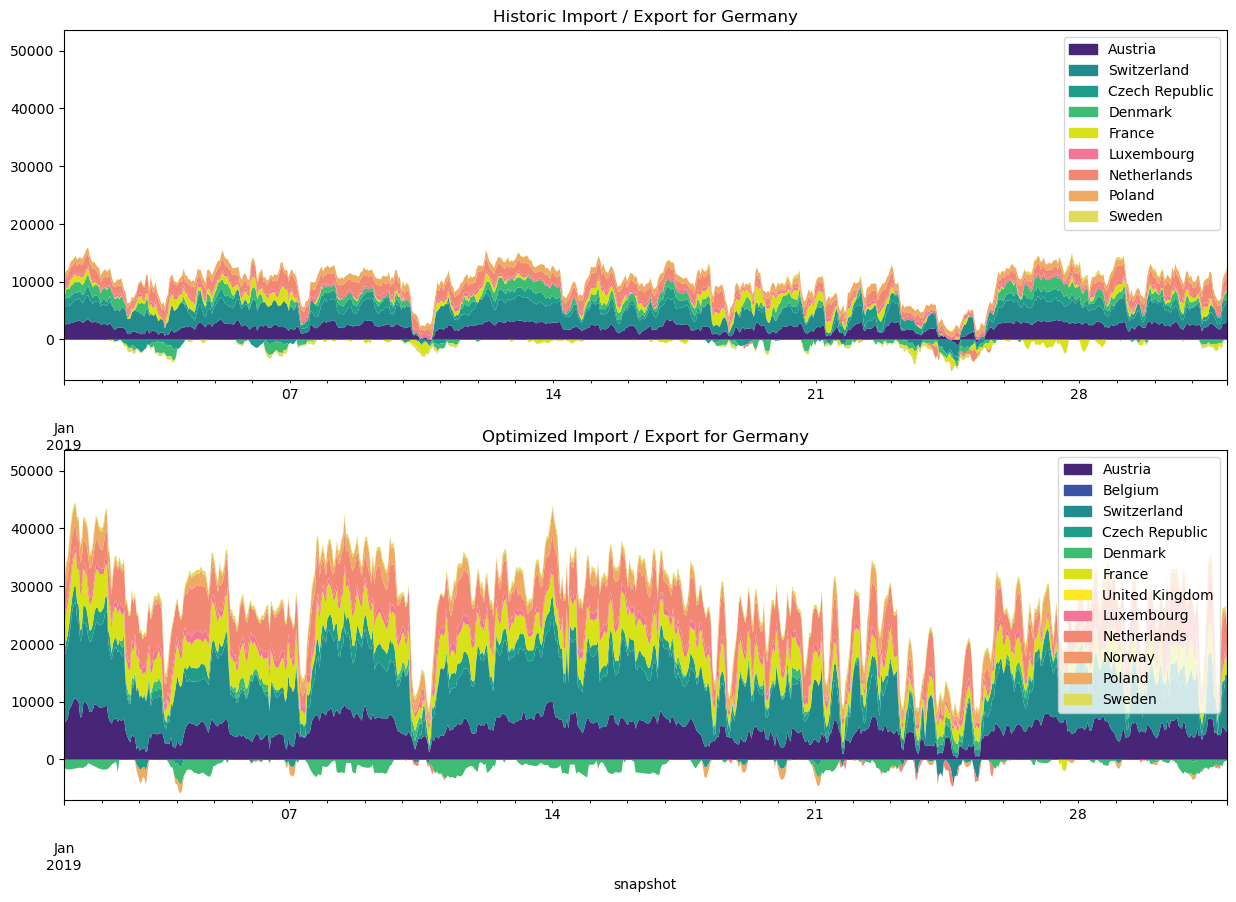 Historic Import / Export for Germany
50000
40000
30000
20000
10000
0
Austria
Switzerland
Czech Republic
Denmark
France
Luxembourg
Netherlands
Poland
Sweden
07 14 21 28
Jan
2019
Optimized Import / Export for Germany
50000
40000
30000
20000
10000
0
Austria
Belgium
Switzerland
Czech Republic
Denmark
France
United Kingdom
Luxembourg
Netherlands
Norway
Poland
Sweden
07 14 21 28
Jan
2019
snapshot